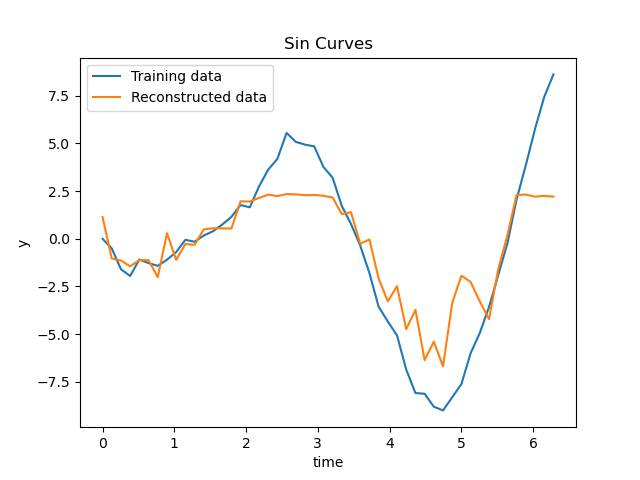 Sin Curves
Training data
Reconstructed data
7.5
5.0
2.5
0.0
−2.5
−5.0
−7.5
y
0 1 2 3 4 5 6
time